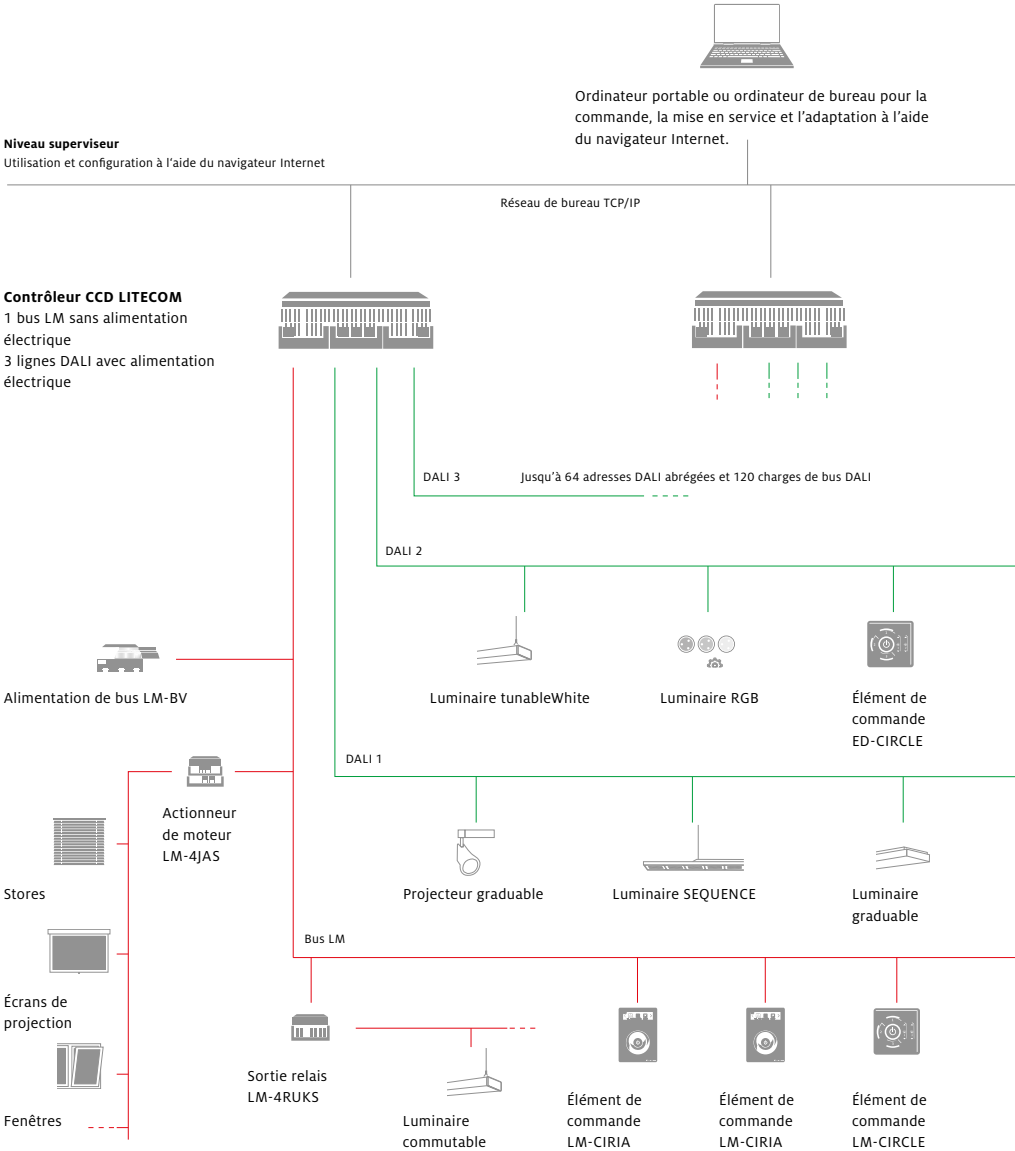 Ordinateur portable ou ordinateur de bureau pour la
commande, la mise en service et l'adaptation à l'aide
du navigateur Internet.
Niveau superviseur
Utilisation et configuration à l'aide du navigateur Internet
Réseau de bureau TCP/IP
Contrôleur CCD LITECOM
1 bus LM sans alimentation
électrique
3 lignes DALI avec alimentation
électrique
DALI 3
Jusqu'à 64 adresses DALI abrégées et 120 charges de bus DALI
DALI 2
Alimentation de bus LM-BV
Luminaire tunableWhite
Luminaire RGB
Élément de
commande
ED-CIRCLE
DALI 1
Actionneur
de moteur
LM-4JAS
Stores
Projecteur graduable
Luminaire SEQUENCE
Luminaire
graduable
Bus LM
Écrans de
projection
Sortie relais
LM-4RUKS
Fenêtres
Luminaire
commutable
Élément de
commande
LM-CIRIA
Élément de
commande
LM-CIRIA
Élément de
commande
LM-CIRCLE